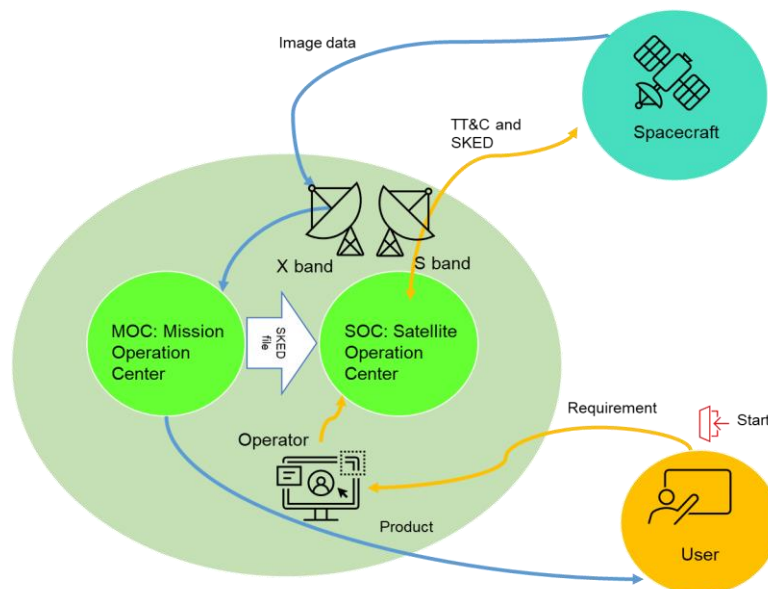 Image data
TT&C and
SKED
Spacecraft
X band
S band
MOC: Mission
Operation
Center
SKED
file
SOC: Satellite
Operation
Center
Operator
Requirement
Start
Product
User